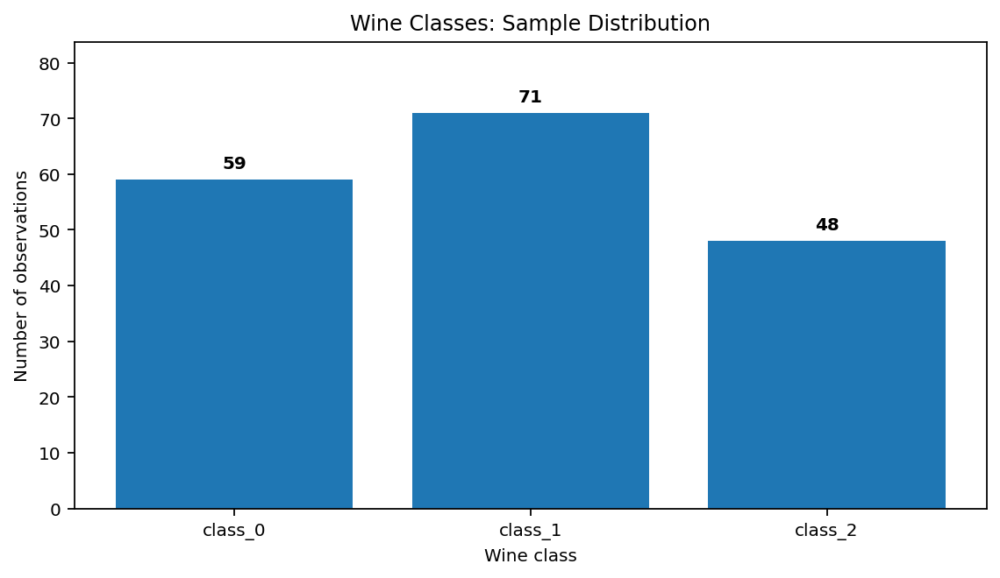 Wine Classes: Sample Distribution
Number of observations
80
70
60
50
40
30
20
10
0
59
71
48
class_0
class_1
class_2
Wine class